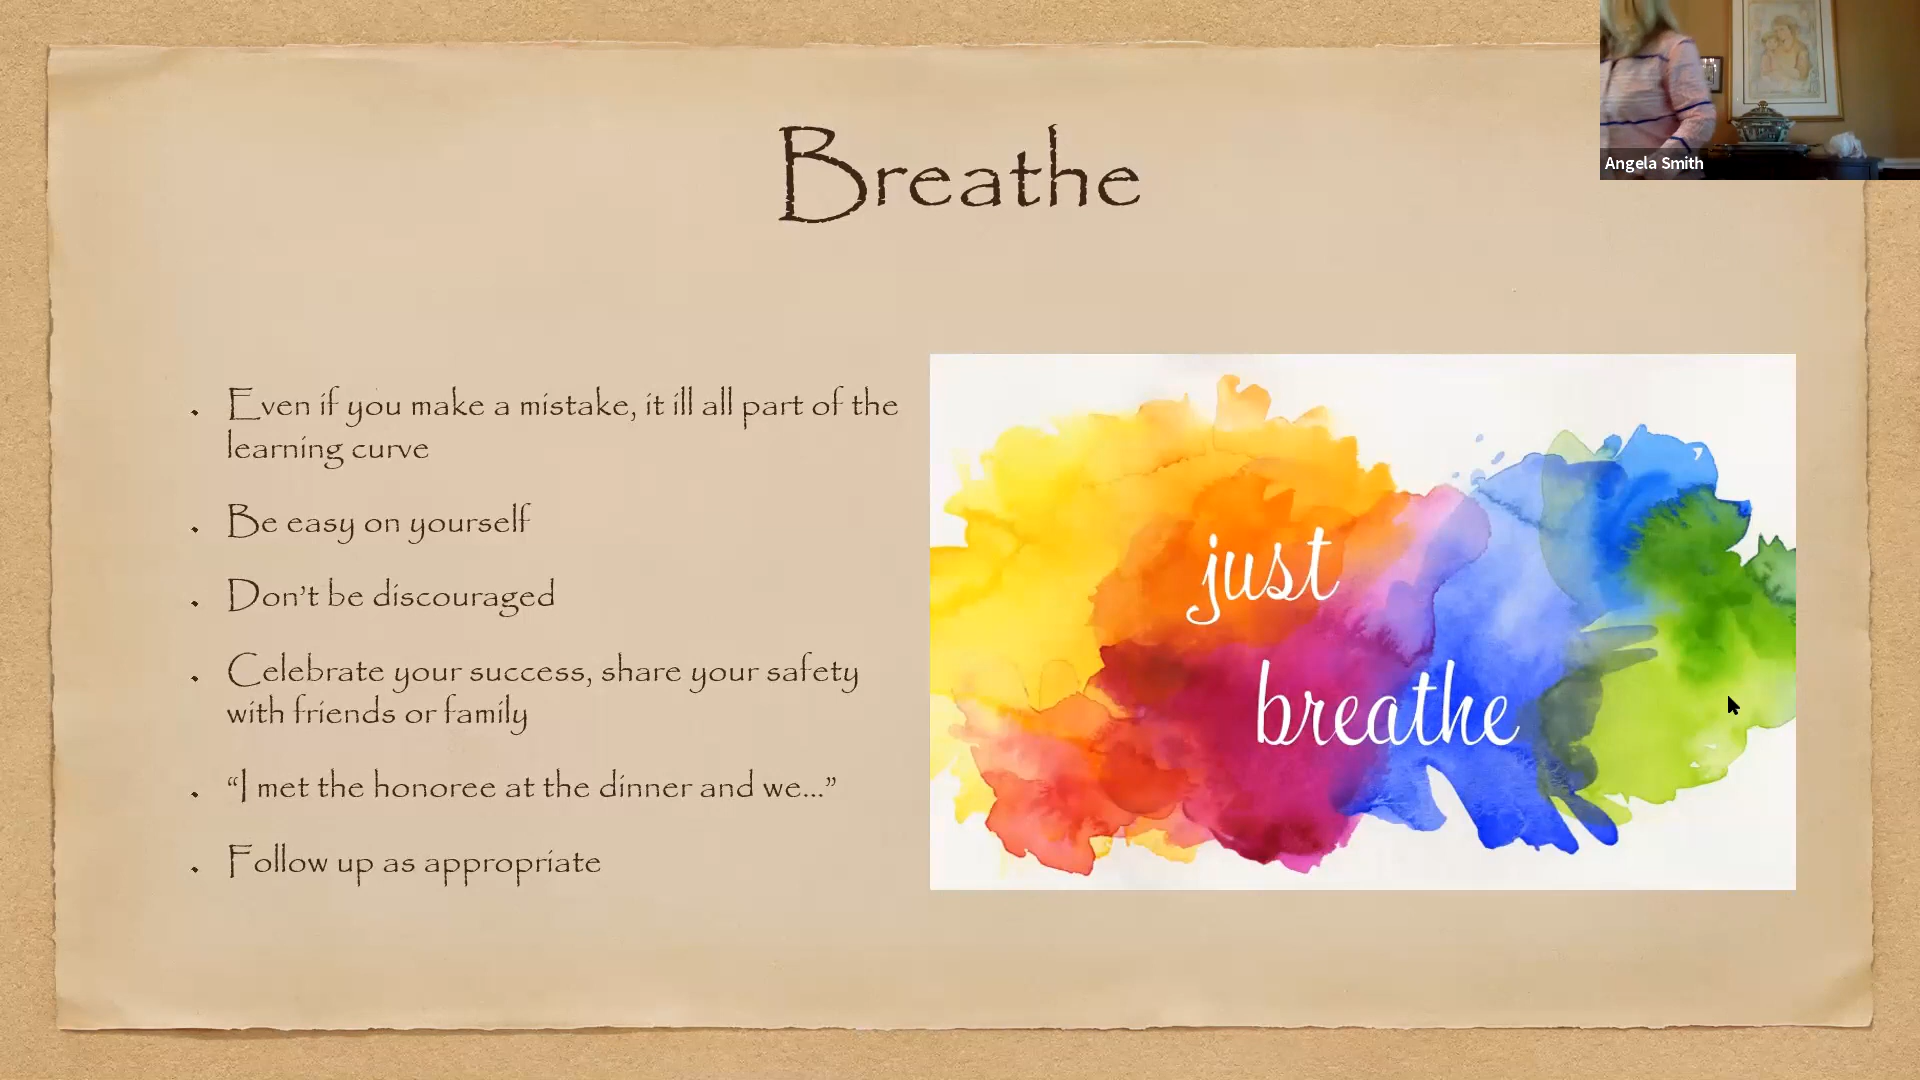 Breathe
Angela Smith
. Even if you make a mistake, it ill all part of the
learning curve
. Be easy on yourself
. Don’t be discouraged
. Celebrate your success, share your safety
with friends or family
. “I met the honoree at the dinner and we...”
. Follow up as appropriate
just
breathe